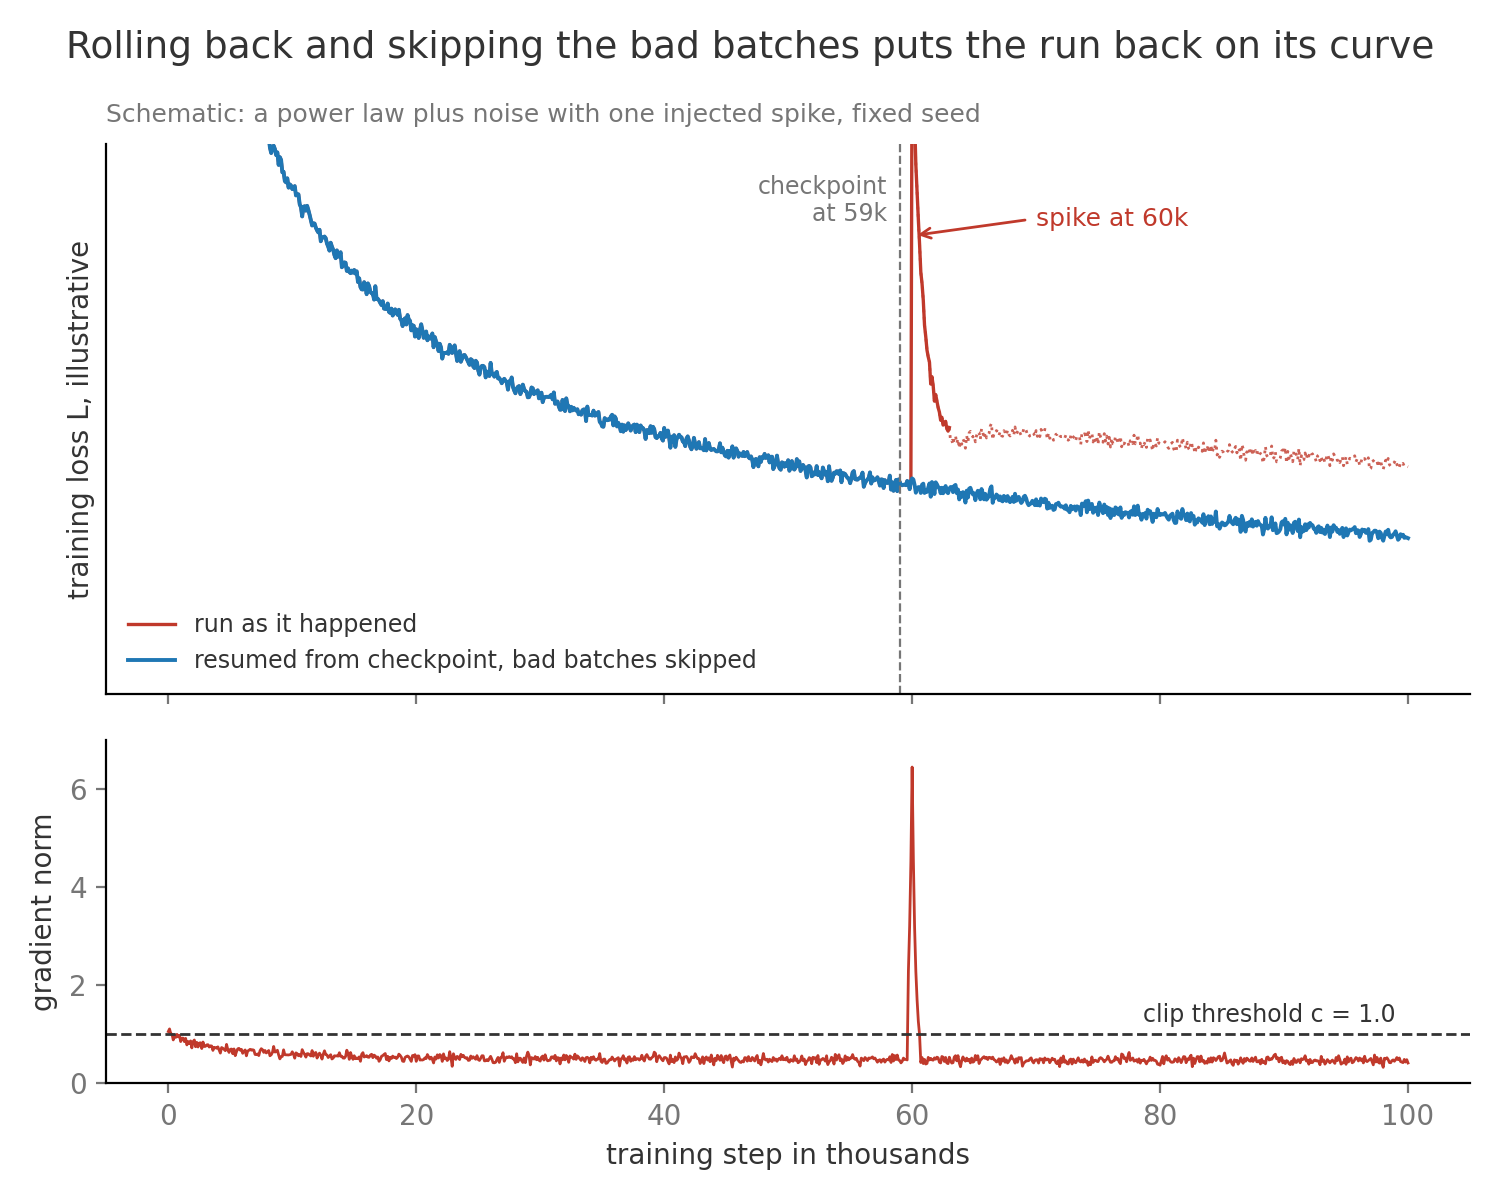 Rolling back and skipping the bad batches puts the run back on its curve
Schematic: a power law plus noise with one injected spike, fixed seed
training loss L, illustrative
checkpoint
at 59k
spike at 60k
run as it happened
resumed from checkpoint, bad batches skipped
gradient norm
6
4
2
0
clip threshold c = 1.0
0 20 40 60 80 100
training step in thousands